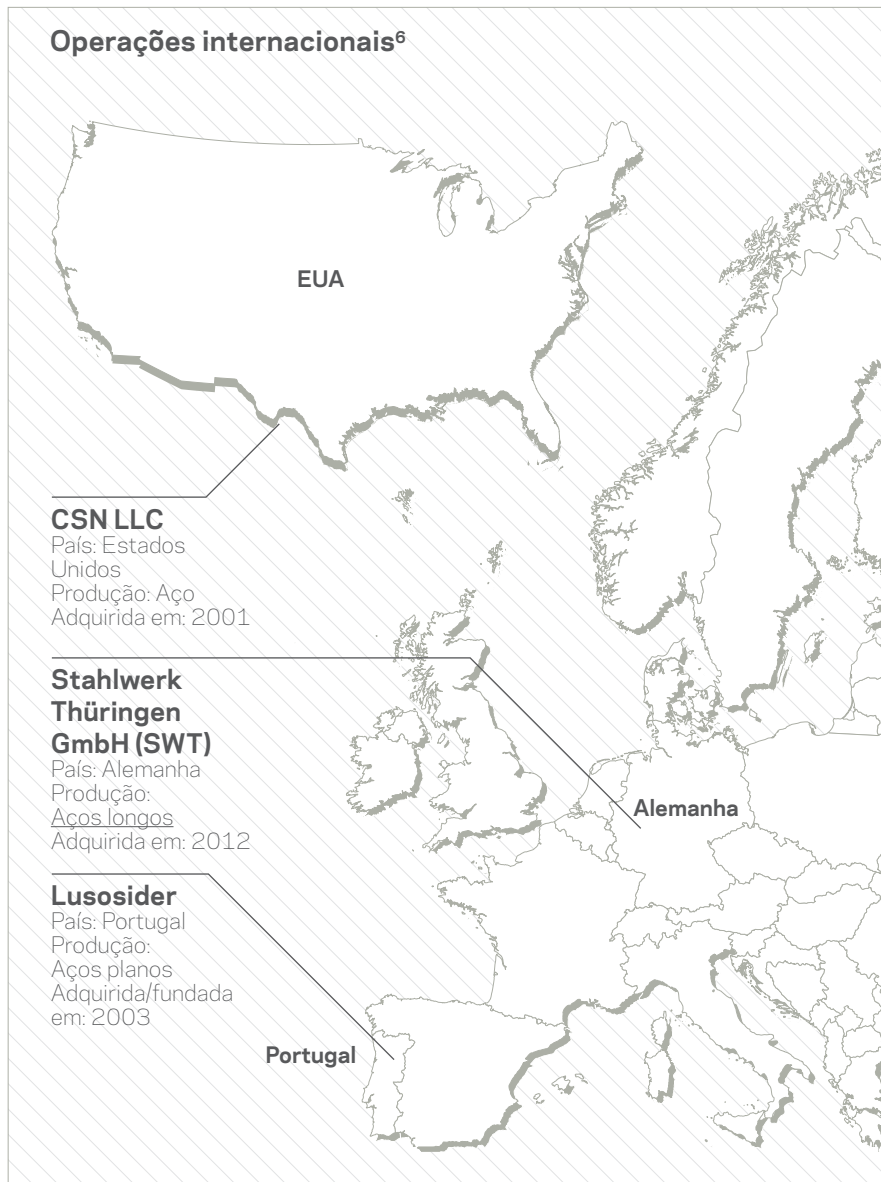 Operações internacionais⁶
EUA
CSN LLC
País: Estados
Unidos
Produção: Aço
Adquirida em: 2001
Stahlwerk
Thüringen
GmbH (SWT)
País: Alemanha
Produção:
Aços longos
Adquirida em: 2012
Alemanha
Lusosider
País: Portugal
Produção:
Aços planos
Adquirida/fundada
em: 2003
Portugal